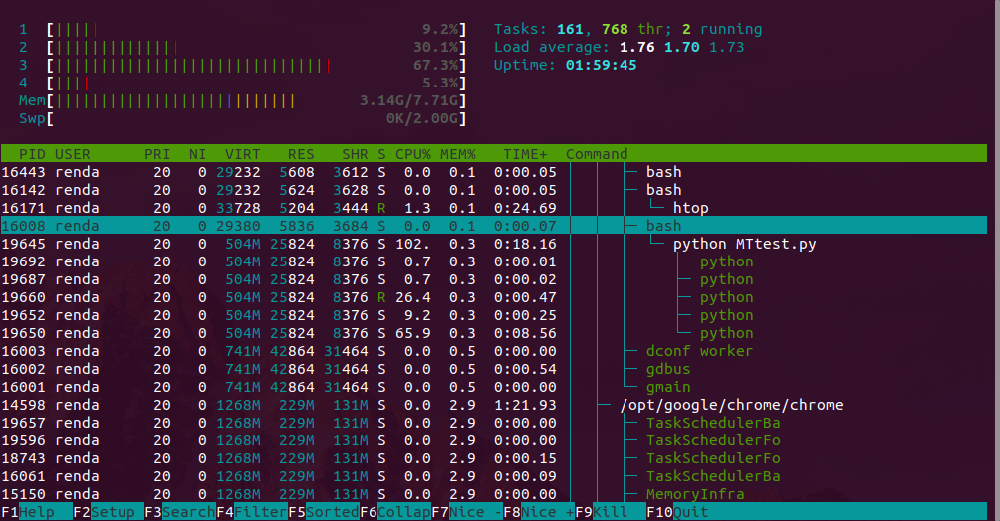 1 [||||| 9.2%] Tasks: 161, 768 thr; 2 running
2 [|||||||||||||| 30.1%] Load average: 1.76 1.70 1.73
3 [||||||||||||||||||||||||||||||| 67.3%] Uptime: 01:59:45
4 [|||| 5.3%]
Mem[||||||||||||||||||||||||||| 3.14G/7.71G]
Swp[ 0K/2.00G]
PID USER PRI NI VIRT RES SHR S CPU% MEM% TIME+ Command
16443 renda 20 0 29232 5608 3612 S 0.0 0.1 0:00.05 │ │ ├─ bash
16142 renda 20 0 29232 5624 3628 S 0.0 0.1 0:00.05 │ │ ├─ bash
16171 renda 20 0 33728 5204 3444 R 1.3 0.1 0:24.69 │ │ │ └─ htop
16008 renda 20 0 29380 5836 3684 S 0.0 0.1 0:00.07 │ │ ├─ bash
19645 renda 20 0 504M 25824 8376 S 102. 0.3 0:18.16 │ │ │ └─ python MTtest.py
19692 renda 20 0 504M 25824 8376 S 0.7 0.3 0:00.01 │ │ │ ├─ python
19687 renda 20 0 504M 25824 8376 S 0.7 0.3 0:00.02 │ │ │ ├─ python
19660 renda 20 0 504M 25824 8376 R 26.4 0.3 0:00.47 │ │ │ ├─ python
19652 renda 20 0 504M 25824 8376 S 9.2 0.3 0:00.25 │ │ │ ├─ python
19650 renda 20 0 504M 25824 8376 S 65.9 0.3 0:08.56 │ │ │ └─ python
16003 renda 20 0 741M 42864 31464 S 0.0 0.5 0:00.00 │ │ ├─ dconf worker
16002 renda 20 0 741M 42864 31464 S 0.0 0.5 0:00.54 │ │ ├─ gdbus
16001 renda 20 0 741M 42864 31464 S 0.0 0.5 0:00.00 │ │ └─ gmain
14598 renda 20 0 1268M 229M 131M S 0.0 2.9 1:21.93 │ ├─ /opt/google/chrome/chrome
19657 renda 20 0 1268M 229M 131M S 0.0 2.9 0:00.00 │ │ ├─ TaskSchedulerBa
19596 renda 20 0 1268M 229M 131M S 0.0 2.9 0:00.00 │ │ ├─ TaskSchedulerFo
18743 renda 20 0 1268M 229M 131M S 0.0 2.9 0:00.15 │ │ ├─ TaskSchedulerFo
16061 renda 20 0 1268M 229M 131M S 0.0 2.9 0:00.09 │ │ ├─ TaskSchedulerBa
15150 renda 20 0 1268M 229M 131M S 0.0 2.9 0:00.00 │ │ ├─ MemoryInfra
F1Help F2Setup F3SearchF4FilterF5SortedF6CollapF7Nice -F8Nice +F9Kill F10Quit